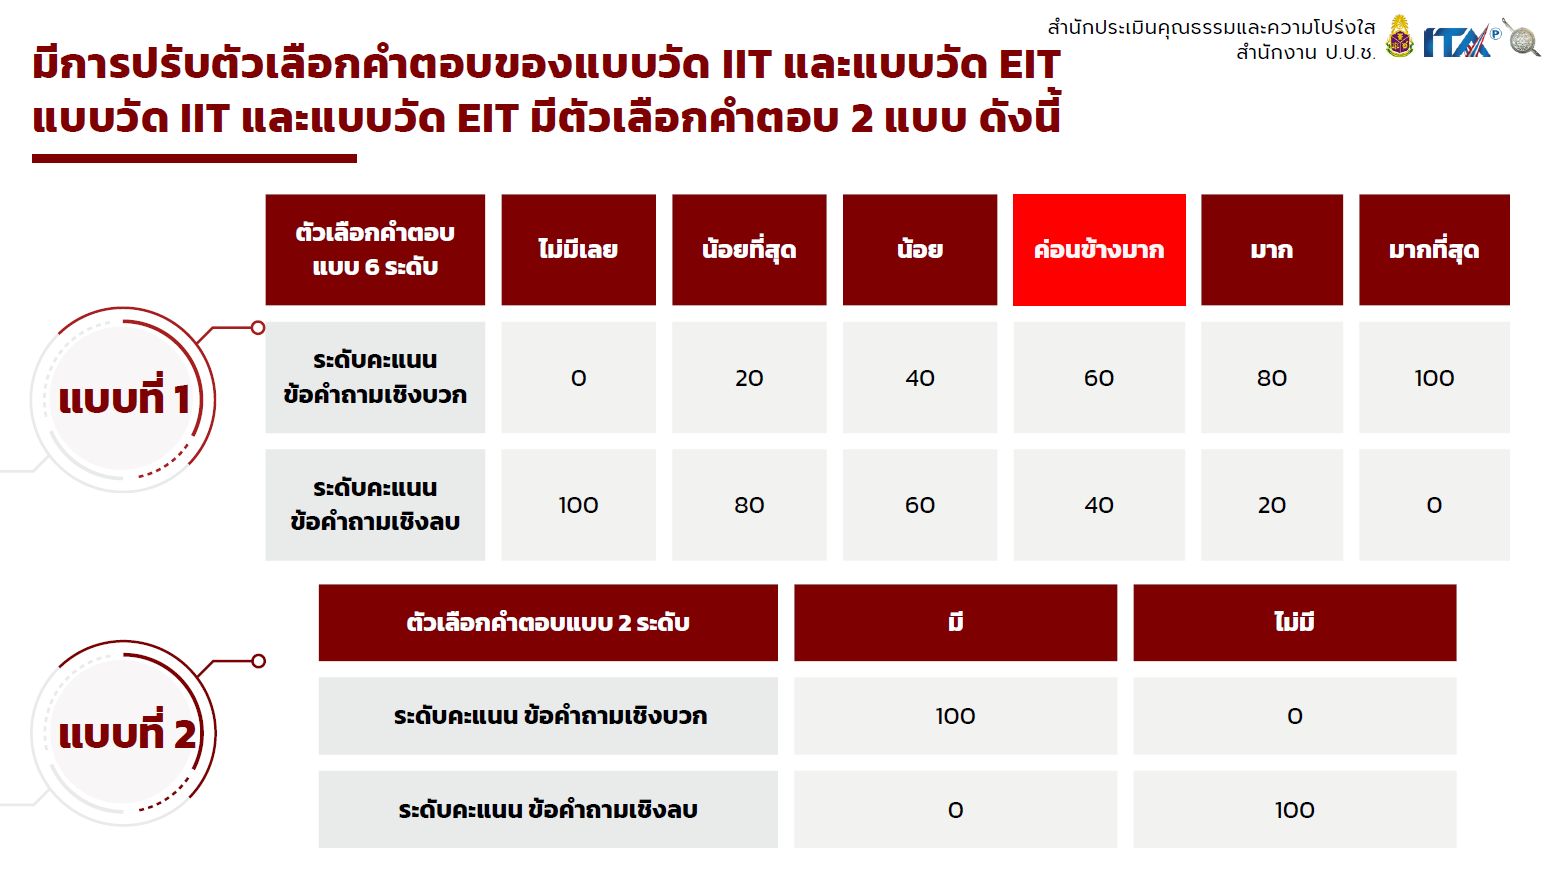 สำนักประเมินคุณธรรมและความโปร่งใส
สำนักงาน ป.ป.ช.
ITA P
มีการปรับตัวเลือกคำตอบของแบบวัด IIT และแบบวัด EIT
แบบวัด IIT และแบบวัด EIT มีตัวเลือกคำตอบ 2 แบบ ดังนี้
แบบที่ 1
ตัวเลือกคำตอบ
แบบ 6 ระดับ
ไม่มีเลย
น้อยที่สุด
น้อย
ค่อนข้างมาก
มาก
มากที่สุด
ระดับคะแนน
ข้อคำถามเชิงบวก
0
20
40
60
80
100
ระดับคะแนน
ข้อคำถามเชิงลบ
100
80
60
40
20
0
แบบที่ 2
ตัวเลือกคำตอบแบบ 2 ระดับ
มี
ไม่มี
ระดับคะแนน ข้อคำถามเชิงบวก
100
0
ระดับคะแนน ข้อคำถามเชิงลบ
0
100